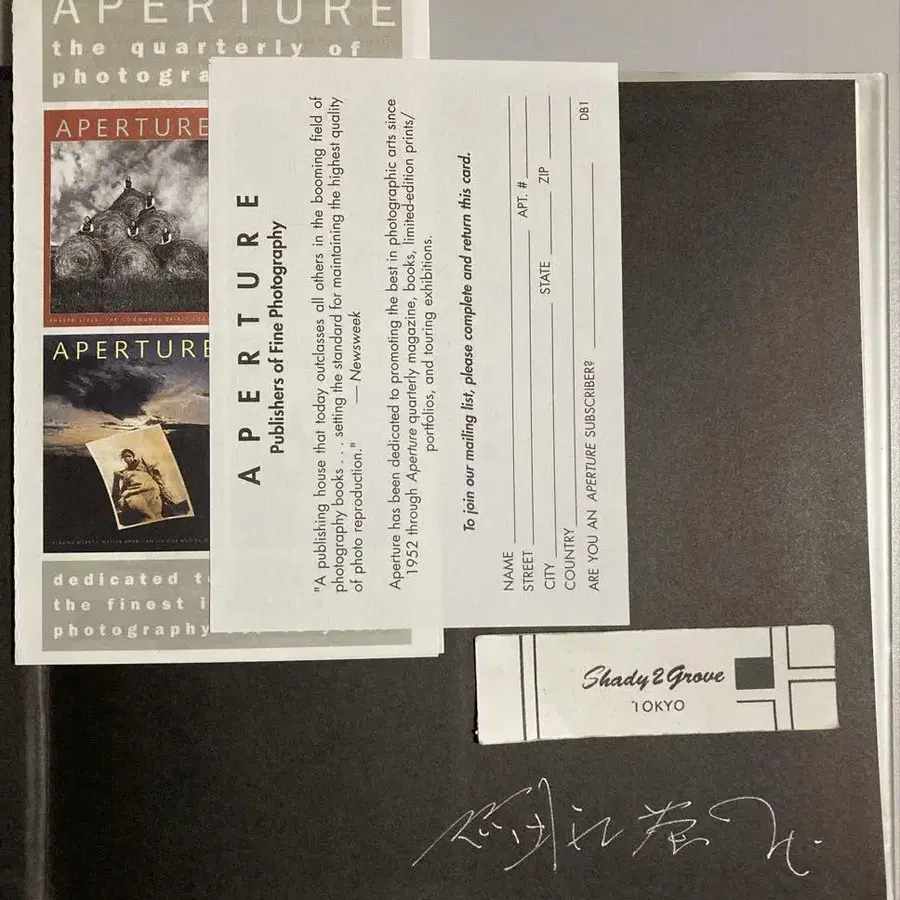 APERTURE
the quarterly of
APERTURE
APERTURE
dedicated
the finest
photography
APERTURE
Publishers of Fine Photography
"A publishing house that today outclasses all others in the booming field of
photography books . . . setting the standard for maintaining the highest quality
of photo reproduction."
— Newsweek
Aperture has been dedicated to promoting the best in photographic arts since
1952 through Aperture quarterly magazine, books, limited-edition prints/
portfolios, and touring exhibitions.
To join our mailing list, please complete and return this card.
NAME
STREET APT. #
CITY STATE ZIP
COUNTRY
ARE YOU AN APERTURE SUBSCRIBER? DB1
Shady 2 Grove
TOKYO